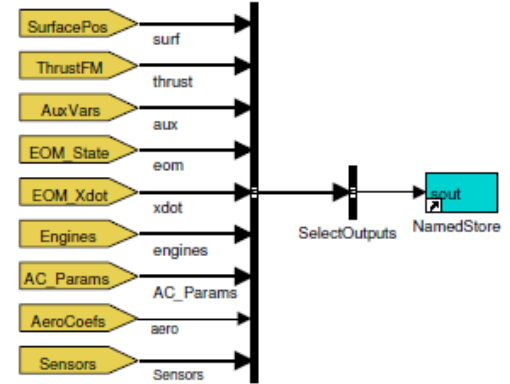 SurfacePos
surf
ThrustFM
thrust
AuxVars
aux
EOM_State
eom
EOM_Xdot
xdot
Engines
engines
AC_Params
AC_Params
AeroCoefs
aero
Sensors
Sensors
SelectOutputs
sout
NamedStore